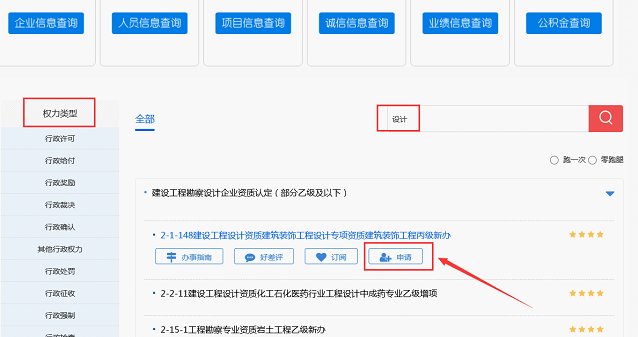 企业信息查询
人员信息查询
项目信息查询
诚信信息查询
业绩信息查询
公积金查询
权力类型
行政许可
行政给付
行政奖励
行政裁决
行政确认
其他行政权力
行政处罚
行政征收
行政强制
全部
设计
跑一次
零跑腿
建设工程勘察设计企业资质认定（部分乙级及以下）
2-1-148建设工程设计资质建筑装饰工程设计专项资质建筑装饰工程丙级新办
办事指南
好差评
订阅
申请
2-2-11建设工程设计资质化工石化医药行业工程设计中成药专业乙级增项
2-15-1工程勘察专业资质岩土工程乙级新办